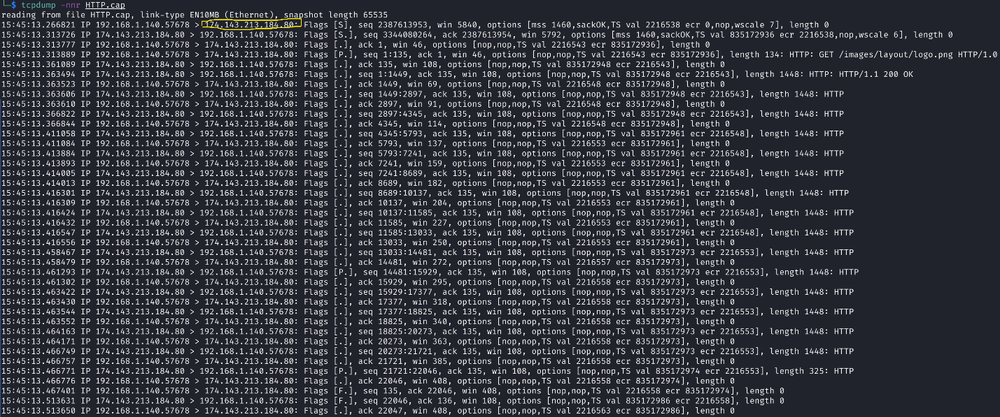 └─$ tcpdump -nnr HTTP.cap
reading from file HTTP.cap, link-type EN10MB (Ethernet), snapshot length 65535
15:45:13.266821 IP 192.168.1.140.57678 > 174.143.213.184.80: Flags [S], seq 2387613953, win 5840, options [mss 1460,sackOK,TS val 2216538 ecr 0,nop,wscale 7], length 0
15:45:13.313726 IP 174.143.213.184.80 > 192.168.1.140.57678: Flags [S.], seq 3344080264, ack 2387613954, win 5792, options [mss 1460,sackOK,TS val 835172936 ecr 2216538,nop,wscale 6], length 0
15:45:13.313777 IP 192.168.1.140.57678 > 174.143.213.184.80: Flags [.], ack 1, win 46, options [nop,nop,TS val 2216543 ecr 835172936], length 0
15:45:13.313889 IP 192.168.1.140.57678 > 174.143.213.184.80: Flags [P.], seq 1:135, ack 1, win 46, options [nop,nop,TS val 2216543 ecr 835172936], length 134: HTTP: GET /images/layout/logo.png HTTP/1.0
15:45:13.361089 IP 174.143.213.184.80 > 192.168.1.140.57678: Flags [.], ack 135, win 108, options [nop,nop,TS val 835172948 ecr 2216543], length 0
15:45:13.363494 IP 174.143.213.184.80 > 192.168.1.140.57678: Flags [.], seq 1:1449, ack 135, win 108, options [nop,nop,TS val 835172948 ecr 2216543], length 1448: HTTP: HTTP/1.1 200 OK
15:45:13.363523 IP 192.168.1.140.57678 > 174.143.213.184.80: Flags [.], ack 1449, win 69, options [nop,nop,TS val 2216548 ecr 835172948], length 0
15:45:13.363606 IP 174.143.213.184.80 > 192.168.1.140.57678: Flags [.], seq 1449:2897, ack 135, win 108, options [nop,nop,TS val 835172948 ecr 2216543], length 1448: HTTP
15:45:13.363610 IP 192.168.1.140.57678 > 174.143.213.184.80: Flags [.], ack 2897, win 91, options [nop,nop,TS val 2216548 ecr 835172948], length 0
15:45:13.366822 IP 174.143.213.184.80 > 192.168.1.140.57678: Flags [.], seq 2897:4345, ack 135, win 108, options [nop,nop,TS val 835172948 ecr 2216543], length 1448: HTTP
15:45:13.366844 IP 192.168.1.140.57678 > 174.143.213.184.80: Flags [.], ack 4345, win 114, options [nop,nop,TS val 2216548 ecr 835172948], length 0
15:45:13.411058 IP 174.143.213.184.80 > 192.168.1.140.57678: Flags [.], seq 4345:5793, ack 135, win 108, options [nop,nop,TS val 835172961 ecr 2216548], length 1448: HTTP
15:45:13.411084 IP 192.168.1.140.57678 > 174.143.213.184.80: Flags [.], ack 5793, win 137, options [nop,nop,TS val 2216553 ecr 835172961], length 0
15:45:13.413884 IP 174.143.213.184.80 > 192.168.1.140.57678: Flags [.], seq 5793:7241, ack 135, win 108, options [nop,nop,TS val 835172961 ecr 2216548], length 1448: HTTP
15:45:13.413893 IP 192.168.1.140.57678 > 174.143.213.184.80: Flags [.], ack 7241, win 159, options [nop,nop,TS val 2216553 ecr 835172961], length 0
15:45:13.414005 IP 174.143.213.184.80 > 192.168.1.140.57678: Flags [.], seq 7241:8689, ack 135, win 108, options [nop,nop,TS val 835172961 ecr 2216548], length 1448: HTTP
15:45:13.414013 IP 192.168.1.140.57678 > 174.143.213.184.80: Flags [.], ack 8689, win 182, options [nop,nop,TS val 2216553 ecr 835172961], length 0
15:45:13.416301 IP 174.143.213.184.80 > 192.168.1.140.57678: Flags [.], seq 8689:10137, ack 135, win 108, options [nop,nop,TS val 835172961 ecr 2216548], length 1448: HTTP
15:45:13.416309 IP 192.168.1.140.57678 > 174.143.213.184.80: Flags [.], ack 10137, win 204, options [nop,nop,TS val 2216553 ecr 835172961], length 0
15:45:13.416424 IP 174.143.213.184.80 > 192.168.1.140.57678: Flags [.], seq 10137:11585, ack 135, win 108, options [nop,nop,TS val 835172961 ecr 2216548], length 1448: HTTP
15:45:13.416432 IP 192.168.1.140.57678 > 174.143.213.184.80: Flags [.], ack 11585, win 227, options [nop,nop,TS val 2216553 ecr 835172961], length 0
15:45:13.416547 IP 174.143.213.184.80 > 192.168.1.140.57678: Flags [.], seq 11585:13033, ack 135, win 108, options [nop,nop,TS val 835172961 ecr 2216548], length 1448: HTTP
15:45:13.416556 IP 192.168.1.140.57678 > 174.143.213.184.80: Flags [.], ack 13033, win 250, options [nop,nop,TS val 2216553 ecr 835172961], length 0
15:45:13.458467 IP 174.143.213.184.80 > 192.168.1.140.57678: Flags [.], seq 13033:14481, ack 135, win 108, options [nop,nop,TS val 835172973 ecr 2216553], length 1448: HTTP
15:45:13.458479 IP 192.168.1.140.57678 > 174.143.213.184.80: Flags [.], ack 14481, win 272, options [nop,nop,TS val 2216557 ecr 835172973], length 0
15:45:13.461293 IP 174.143.213.184.80 > 192.168.1.140.57678: Flags [P.], seq 14481:15929, ack 135, win 108, options [nop,nop,TS val 835172973 ecr 2216553], length 1448: HTTP
15:45:13.461302 IP 192.168.1.140.57678 > 174.143.213.184.80: Flags [.], ack 15929, win 295, options [nop,nop,TS val 2216558 ecr 835172973], length 0
15:45:13.463422 IP 174.143.213.184.80 > 192.168.1.140.57678: Flags [.], seq 15929:17377, ack 135, win 108, options [nop,nop,TS val 835172973 ecr 2216553], length 1448: HTTP
15:45:13.463430 IP 192.168.1.140.57678 > 174.143.213.184.80: Flags [.], ack 17377, win 318, options [nop,nop,TS val 2216558 ecr 835172973], length 0
15:45:13.463544 IP 174.143.213.184.80 > 192.168.1.140.57678: Flags [.], seq 17377:18825, ack 135, win 108, options [nop,nop,TS val 835172973 ecr 2216553], length 1448: HTTP
15:45:13.463552 IP 192.168.1.140.57678 > 174.143.213.184.80: Flags [.], ack 18825, win 340, options [nop,nop,TS val 2216558 ecr 835172973], length 0
15:45:13.464163 IP 174.143.213.184.80 > 192.168.1.140.57678: Flags [.], seq 18825:20273, ack 135, win 108, options [nop,nop,TS val 835172973 ecr 2216553], length 1448: HTTP
15:45:13.464171 IP 192.168.1.140.57678 > 174.143.213.184.80: Flags [.], ack 20273, win 363, options [nop,nop,TS val 2216558 ecr 835172973], length 0
15:45:13.466749 IP 174.143.213.184.80 > 192.168.1.140.57678: Flags [.], seq 20273:21721, ack 135, win 108, options [nop,nop,TS val 835172973 ecr 2216553], length 1448: HTTP
15:45:13.466757 IP 192.168.1.140.57678 > 174.143.213.184.80: Flags [.], ack 21721, win 385, options [nop,nop,TS val 2216558 ecr 835172973], length 0
15:45:13.466771 IP 174.143.213.184.80 > 192.168.1.140.57678: Flags [P.], seq 21721:22046, ack 135, win 108, options [nop,nop,TS val 835172974 ecr 2216553], length 325: HTTP
15:45:13.466776 IP 192.168.1.140.57678 > 174.143.213.184.80: Flags [.], ack 22046, win 408, options [nop,nop,TS val 2216558 ecr 835172974], length 0
15:45:13.467401 IP 192.168.1.140.57678 > 174.143.213.184.80: Flags [F.], seq 135, ack 22046, win 408, options [nop,nop,TS val 2216558 ecr 835172974], length 0
15:45:13.513631 IP 174.143.213.184.80 > 192.168.1.140.57678: Flags [F.], seq 22046, ack 136, win 108, options [nop,nop,TS val 835172986 ecr 2216558], length 0
15:45:13.513650 IP 192.168.1.140.57678 > 174.143.213.184.80: Flags [.], ack 22047, win 408, options [nop,nop,TS val 2216563 ecr 835172986], length 0